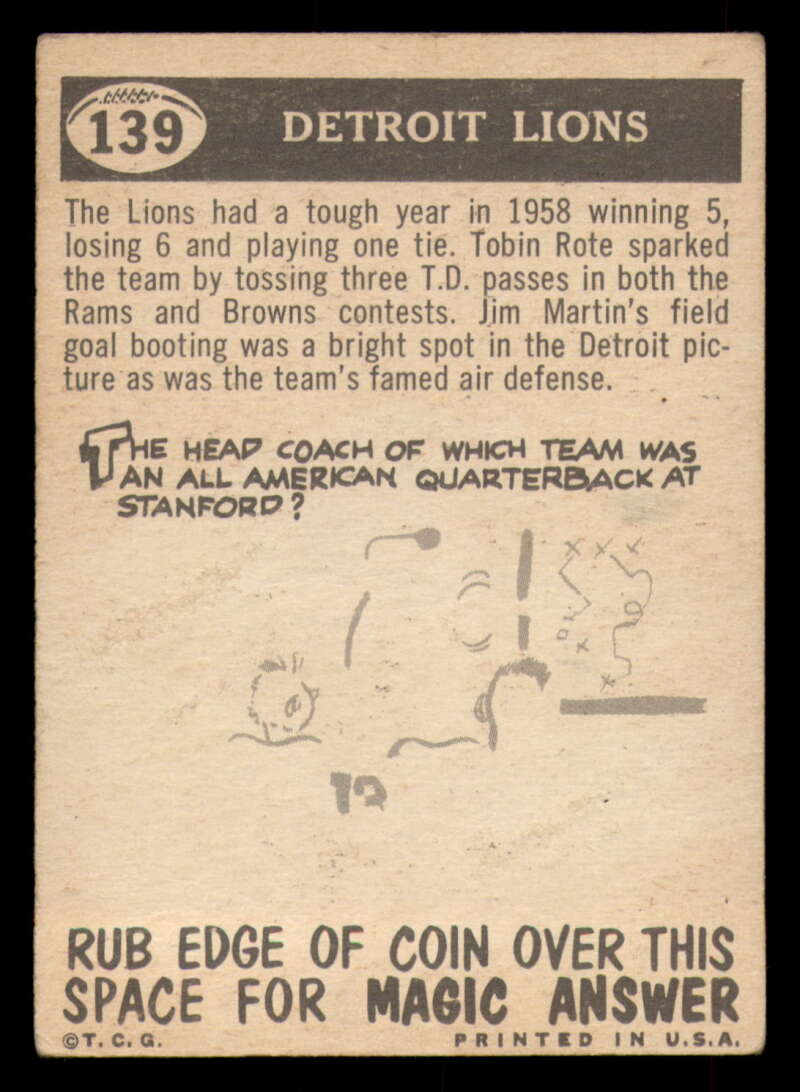 139 DETROIT LIONS
The Lions had a tough year in 1958 winning 5,
losing 6 and playing one tie. Tobin Rote sparked
the team by tossing three T.D. passes in both the
Rams and Browns contests. Jim Martin's field
goal booting was a bright spot in the Detroit pic-
ture as was the team's famed air defense.
THE HEAD COACH OF WHICH TEAM WAS
AN ALL AMERICAN QUARTERBACK AT
STANFORD?
RUB EDGE OF COIN OVER THIS
SPACE FOR MAGIC ANSWER
©T.C.G. PRINTED IN U.S.A.